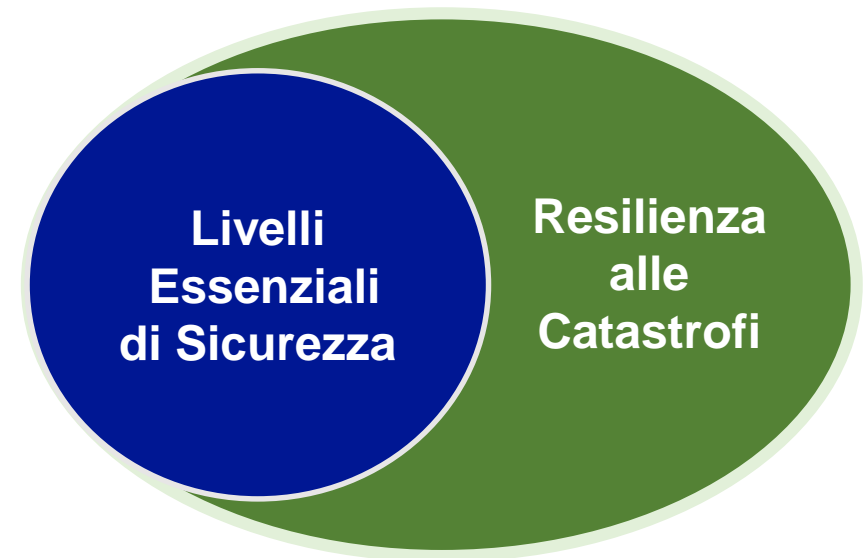 Livelli
Essenziali
di Sicurezza
Resilienza
alle
Catastrofi